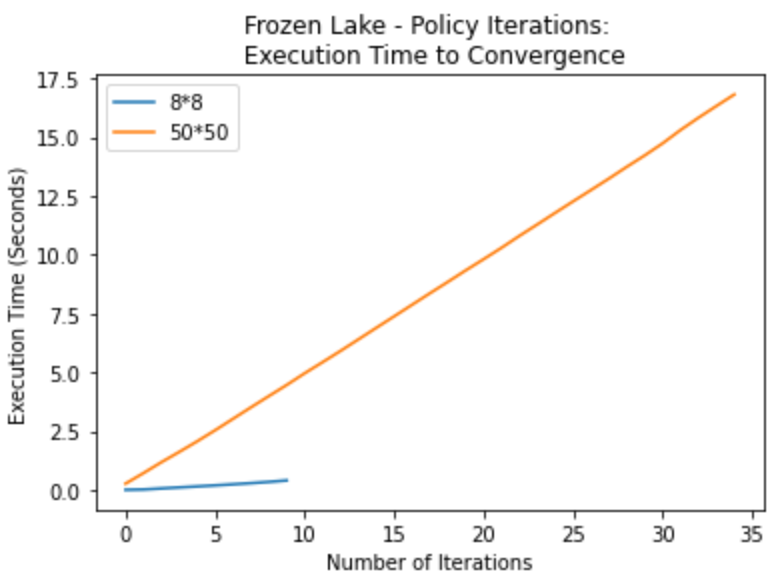 Frozen Lake - Policy Iterations:
Execution Time to Convergence
17.5
15.0
12.5
10.0
7.5
5.0
2.5
0.0
Execution Time (Seconds)
8*8
50*50
0 5 10 15 20 25 30 35
Number of Iterations